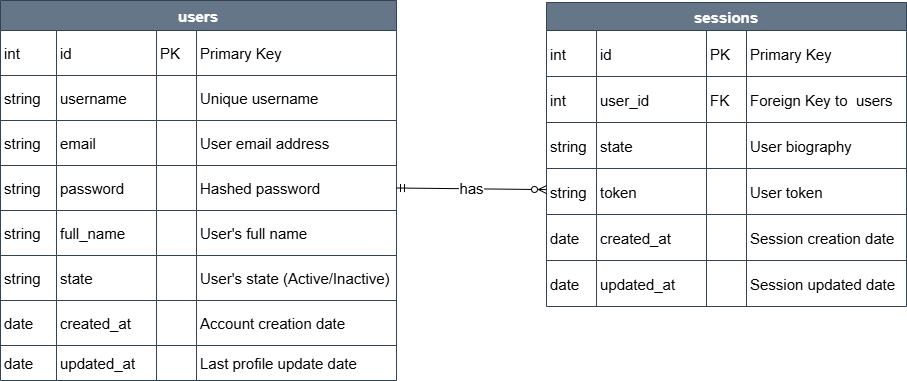 users
int id PK Primary Key
string username Unique username
string email User email address
string password Hashed password
string full_name User's full name
string state User's state (Active/Inactive)
date created_at Account creation date
date updated_at Last profile update date
has
sessions
int id PK Primary Key
int user_id FK Foreign Key to users
string state User biography
string token User token
date created_at Session creation date
date updated_at Session updated date